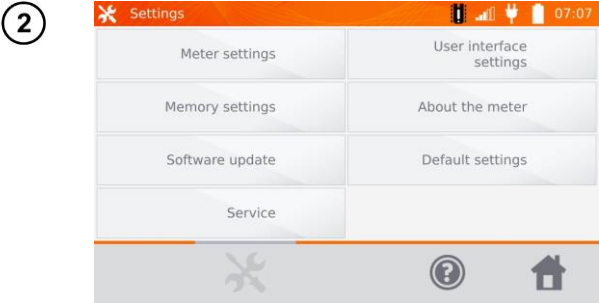 2
Settings
07:07
Meter settings
User interface
settings
Memory settings
About the meter
Software update
Default settings
Service
?